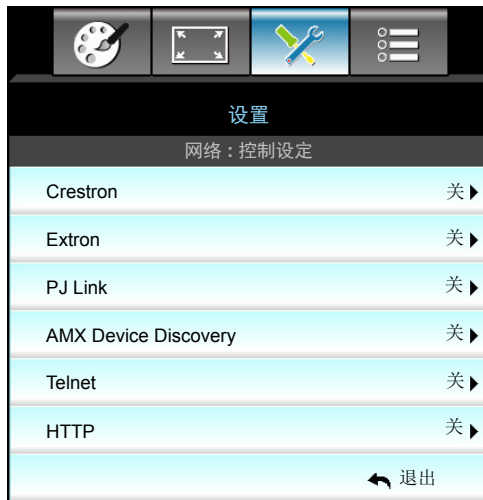 设置
网络：控制设定
Crestron 关
Extron 关
PJ Link 关
AMX Device Discovery 关
Telnet 关
HTTP 关
退出